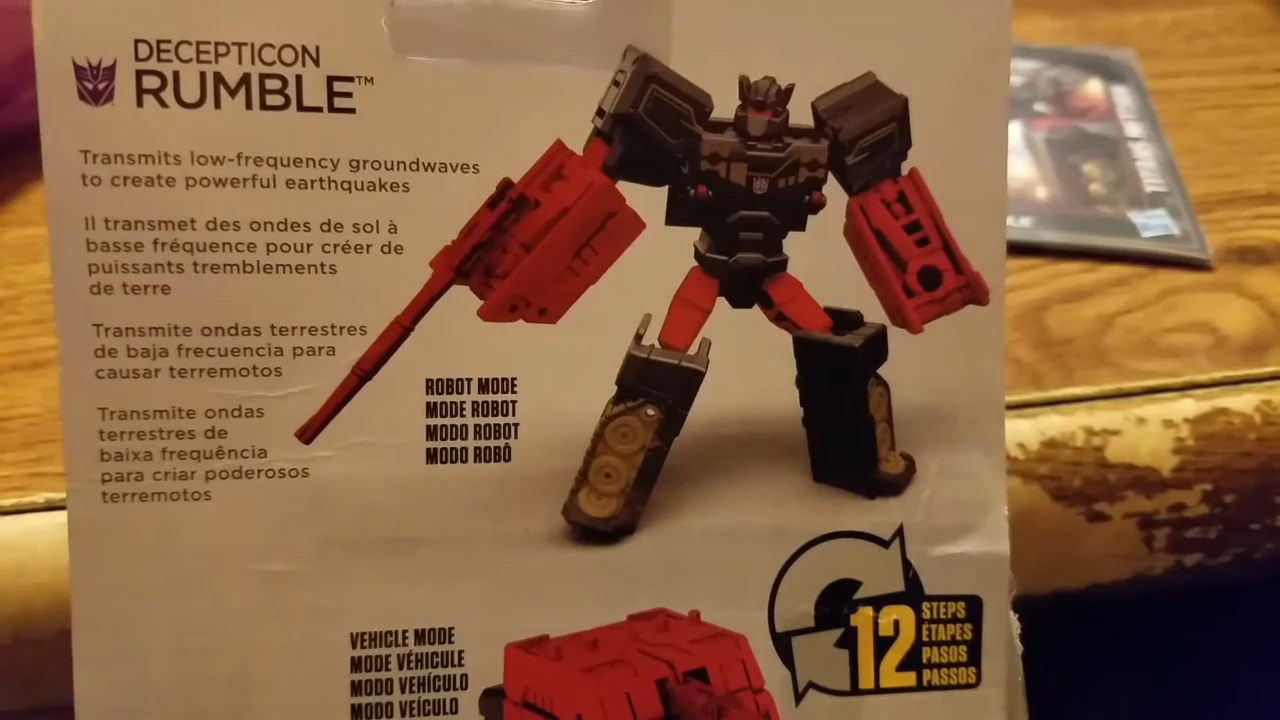 DECEPTICON
RUMBLE™
Transmits low-frequency groundwaves
to create powerful earthquakes
Il transmet des ondes de sol à
basse fréquence pour créer de
puissants tremblements
de terre
Transmite ondas terrestres
de baja frecuencia para
causar terremotos
Transmite ondas
terrestres de
baixa frequência
para criar poderosos
terremotos
ROBOT MODE
MODE ROBOT
MODO ROBOT
MODO ROBÔ
VEHICLE MODE
MODE VÉHICULE
MODO VEHÍCULO
MODO VEÍCULO
12
STEPS
ÉTAPES
PASOS
PASSOS